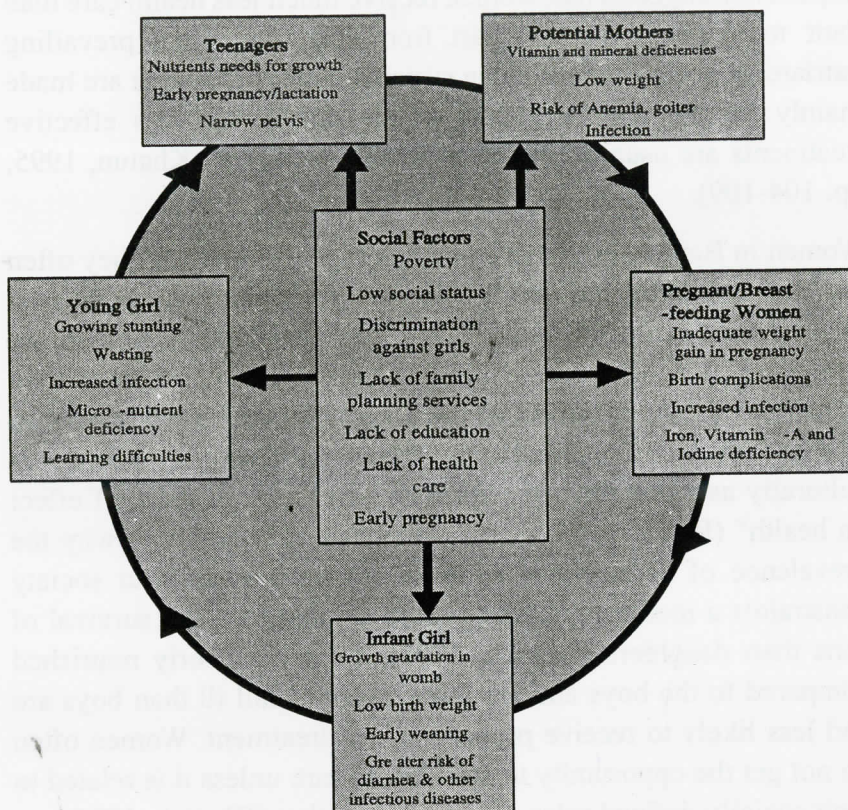 Teenagers
Nutrients needs for growth
Early pregnancy/lactation
Narrow pelvis
Potential Mothers
Vitamin and mineral deficiencies
Low weight
Risk of Anemia, goiter
Infection
Social Factors
Poverty
Low social status
Discrimination
against girls
Lack of family
planning services
Lack of education
Lack of health
care
Early pregnancy
Young Girl
Growing stunting
Wasting
Increased infection
Micro -nutrient
deficiency
Learning difficulties
Pregnant/Breast
-feeding Women
Inadequate weight
gain in pregnancy
Birth complications
Increased infection
Iron, Vitamin -A and
Iodine deficiency
Infant Girl
Growth retardation in
womb
Low birth weight
Early weaning
Gre ater risk of
diarrhea & other
infectious diseases